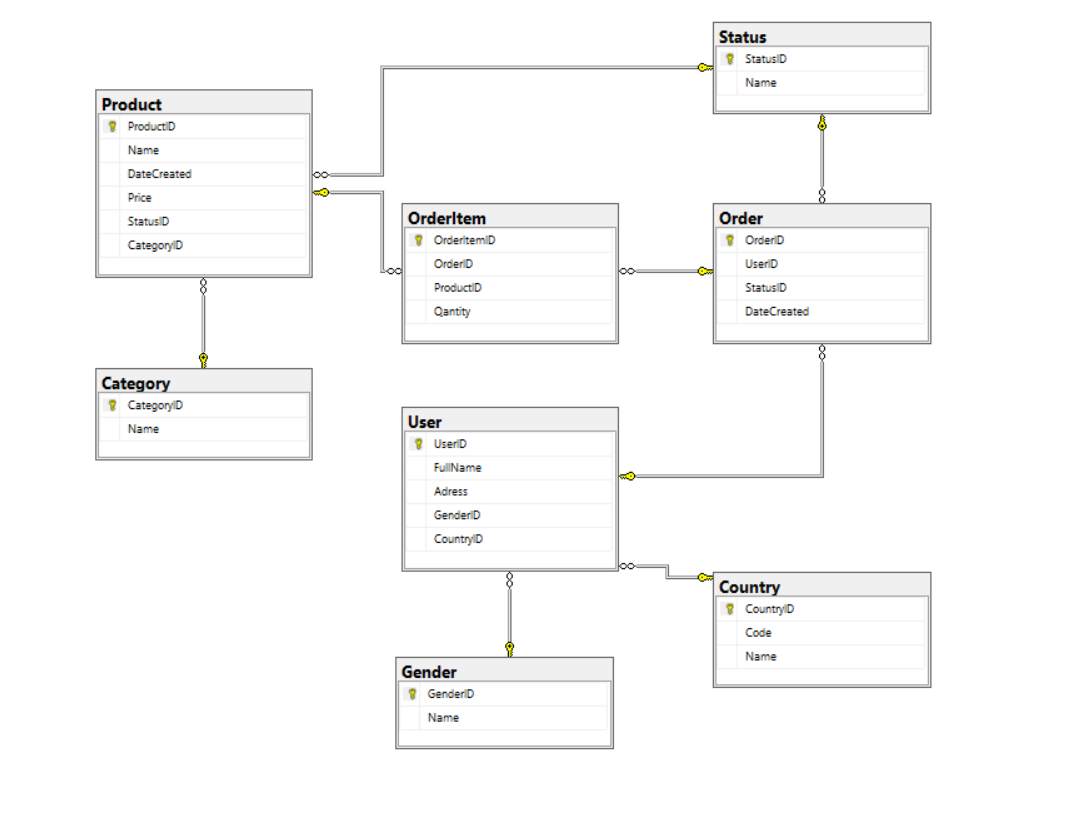 Status
StatusID
Name
Product
ProductID
Name
DateCreated
Price
StatusID
CategoryID
OrderItem
OrderItemID
OrderID
ProductID
Qantity
Order
OrderID
UserID
StatusID
DateCreated
Category
CategoryID
Name
User
UserID
FullName
Adress
GenderID
CountryID
Country
CountryID
Code
Name
Gender
GenderID
Name